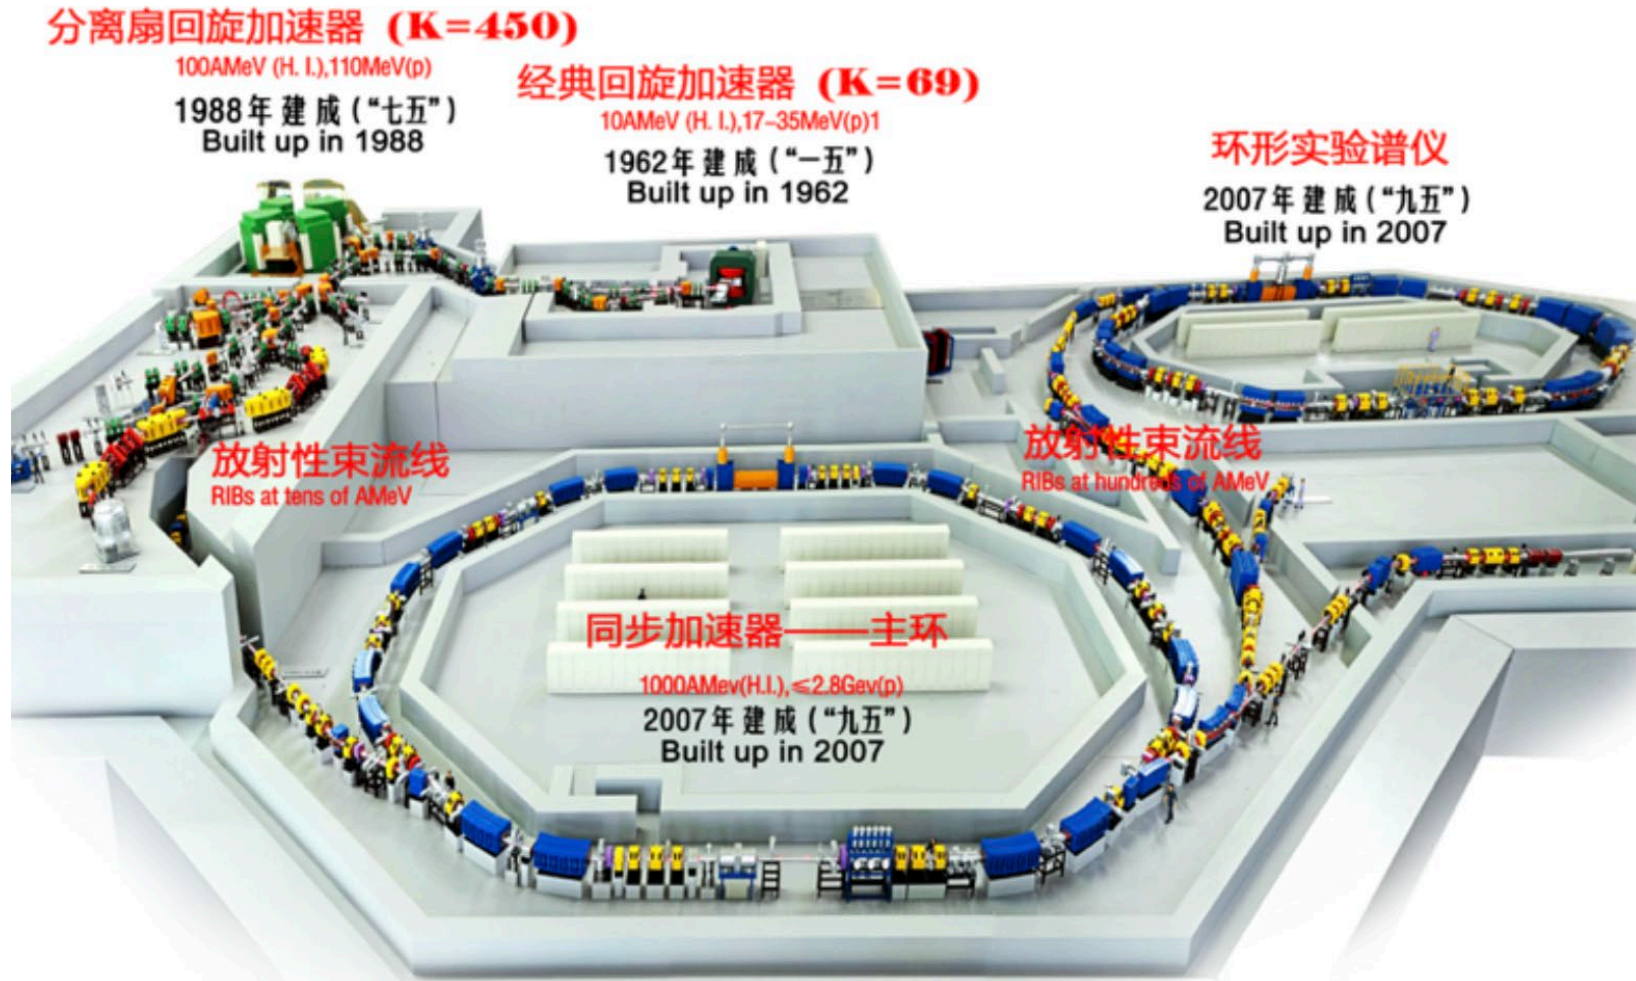 分离扇回旋加速器 (K=450)
100AMeV (H. I.),110MeV(p)
1988年 建 成 (“七五”)
Built up in 1988
经典回旋加速器 (K=69)
10AMeV (H. I.),17-35MeV(p)1
1962年 建 成 (“一五”)
Built up in 1962
环形实验谱仪
2007年 建 成 (“九五”)
Built up in 2007
放射性束流线
RIBs at tens of AMeV
放射性束流线
RIBs at hundreds of AMeV
同步加速器——主环
1000AMev(H.I.),≤2.8Gev(p)
2007年 建 成 (“九五”)
Built up in 2007